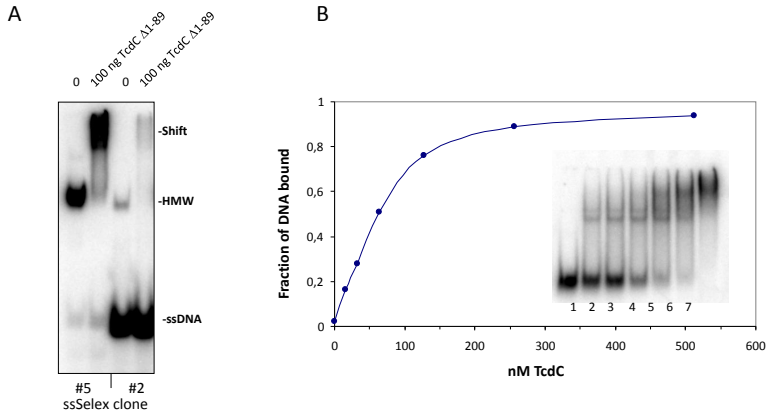 A
B
0
100 ng TcdC Δ1-89
0
100 ng TcdC Δ1-89
-Shift
-HMW
-ssDNA
#5
#2
ssSelex clone
Fraction of DNA bound
1
0,8
0,6
0,4
0,2
0
0 100 200 300 400 500 600
nM TcdC
1 2 3 4 5 6 7